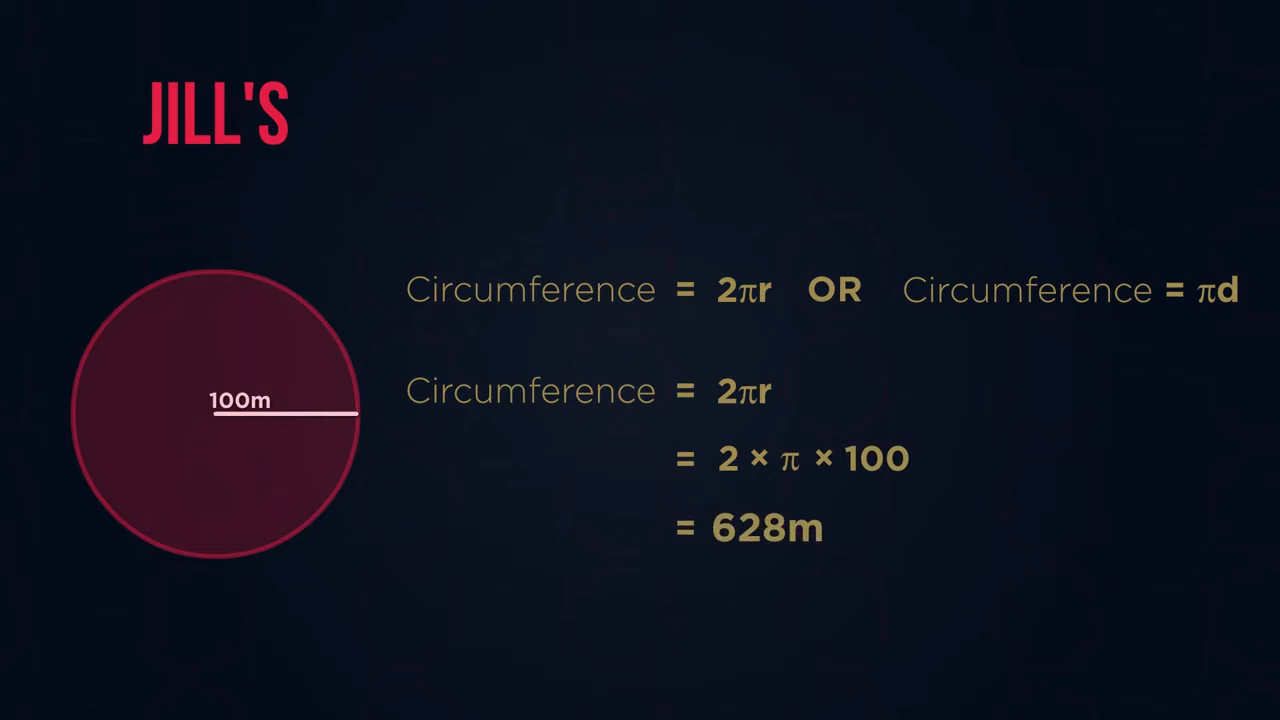 JILL'S
Circumference = 2πr OR Circumference = πd
100m
Circumference = 2πr
= 2 × π × 100
= 628m